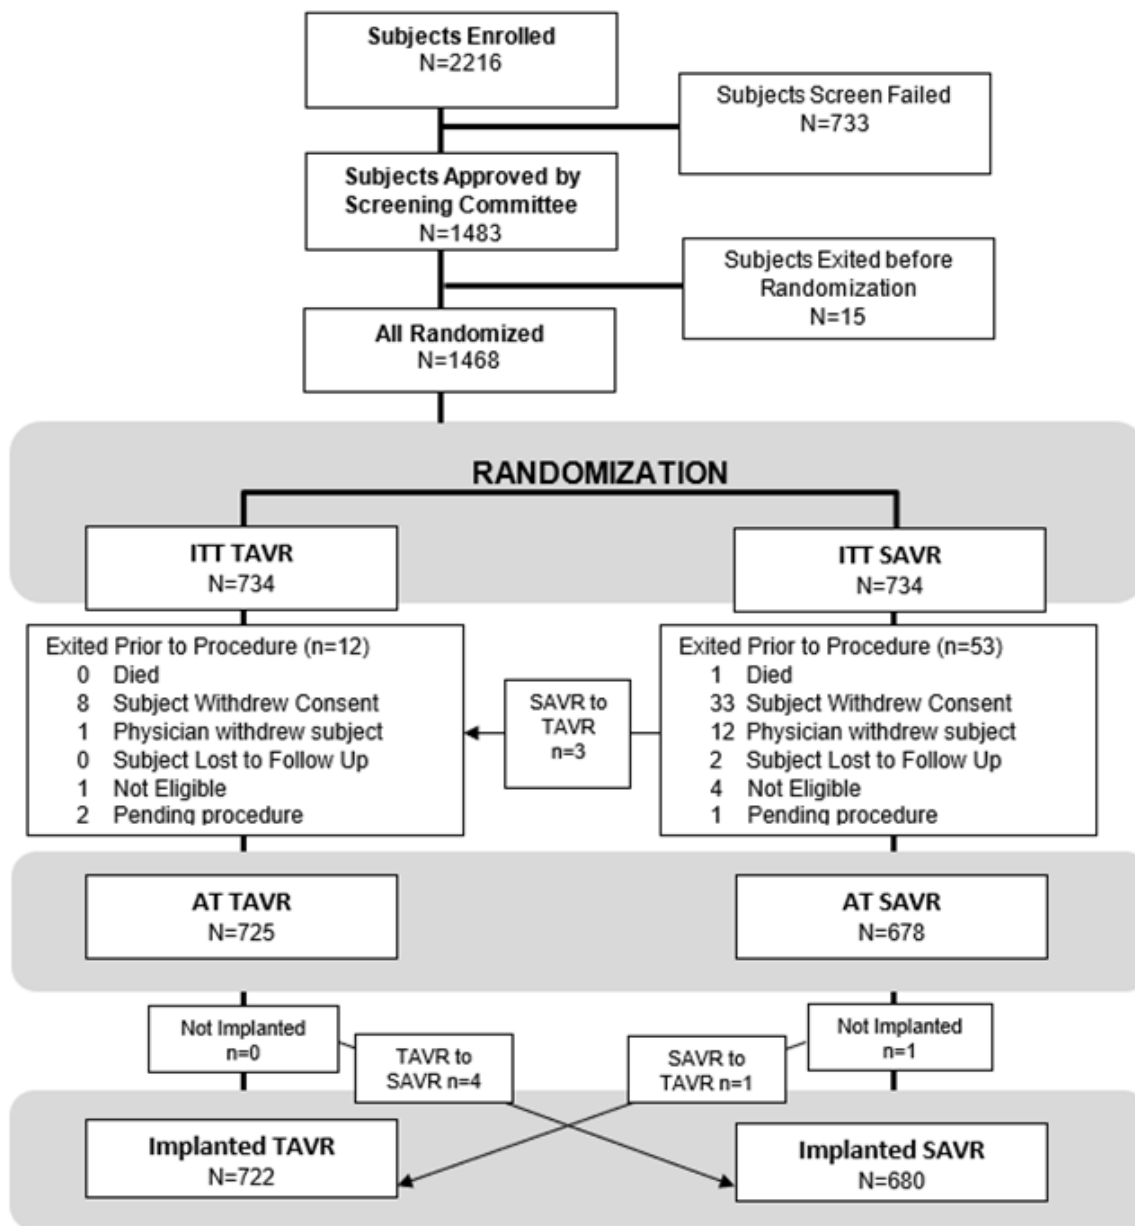 Subjects Enrolled
N=2216
Subjects Screen Failed
N=733
Subjects Approved by
Screening Committee
N=1483
Subjects Exited before
Randomization
N=15
All Randomized
N=1468
RANDOMIZATION
ITT TAVR
N=734
ITT SAVR
N=734
Exited Prior to Procedure (n=12)
0 Died
8 Subject Withdrew Consent
1 Physician withdrew subject
0 Subject Lost to Follow Up
1 Not Eligible
2 Pending procedure
SAVR to
TAVR
n=3
Exited Prior to Procedure (n=53)
1 Died
33 Subject Withdrew Consent
12 Physician withdrew subject
2 Subject Lost to Follow Up
4 Not Eligible
1 Pending procedure
AT TAVR
N=725
AT SAVR
N=678
Not Implanted
n=0
TAVR to
SAVR n=4
SAVR to
TAVR n=1
Not Implanted
n=1
Implanted TAVR
N=722
Implanted SAVR
N=680